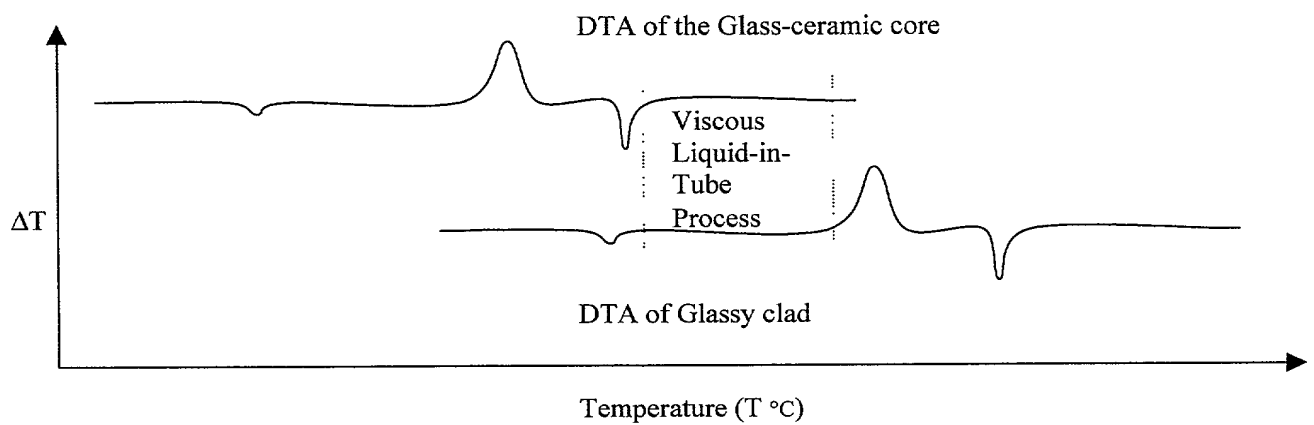 DTA of the Glass-ceramic core
Viscous
Liquid-in-
Tube
Process
ΔT
DTA of Glassy clad
Temperature (T °C)